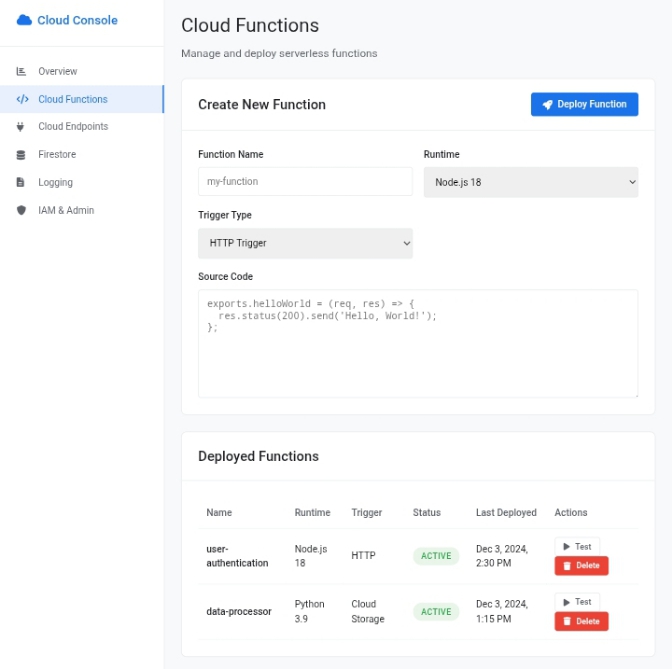 Cloud Console
Overview
Cloud Functions
Cloud Endpoints
Firestore
Logging
IAM & Admin
Cloud Functions
Manage and deploy serverless functions
Create New Function
Deploy Function
Function Name
Runtime
my-function
Node.js 18
Trigger Type
HTTP Trigger
Source Code
exports.helloWorld = (req, res) => {
  res.status(200).send('Hello, World!');
};
Deployed Functions
Name Runtime Trigger Status Last Deployed Actions
user-
authentication
Node.js
18
HTTP
ACTIVE
Dec 3, 2024,
2:30 PM
Test
Delete
data-processor
Python
3.9
Cloud
Storage
ACTIVE
Dec 3, 2024,
1:15 PM
Test
Delete